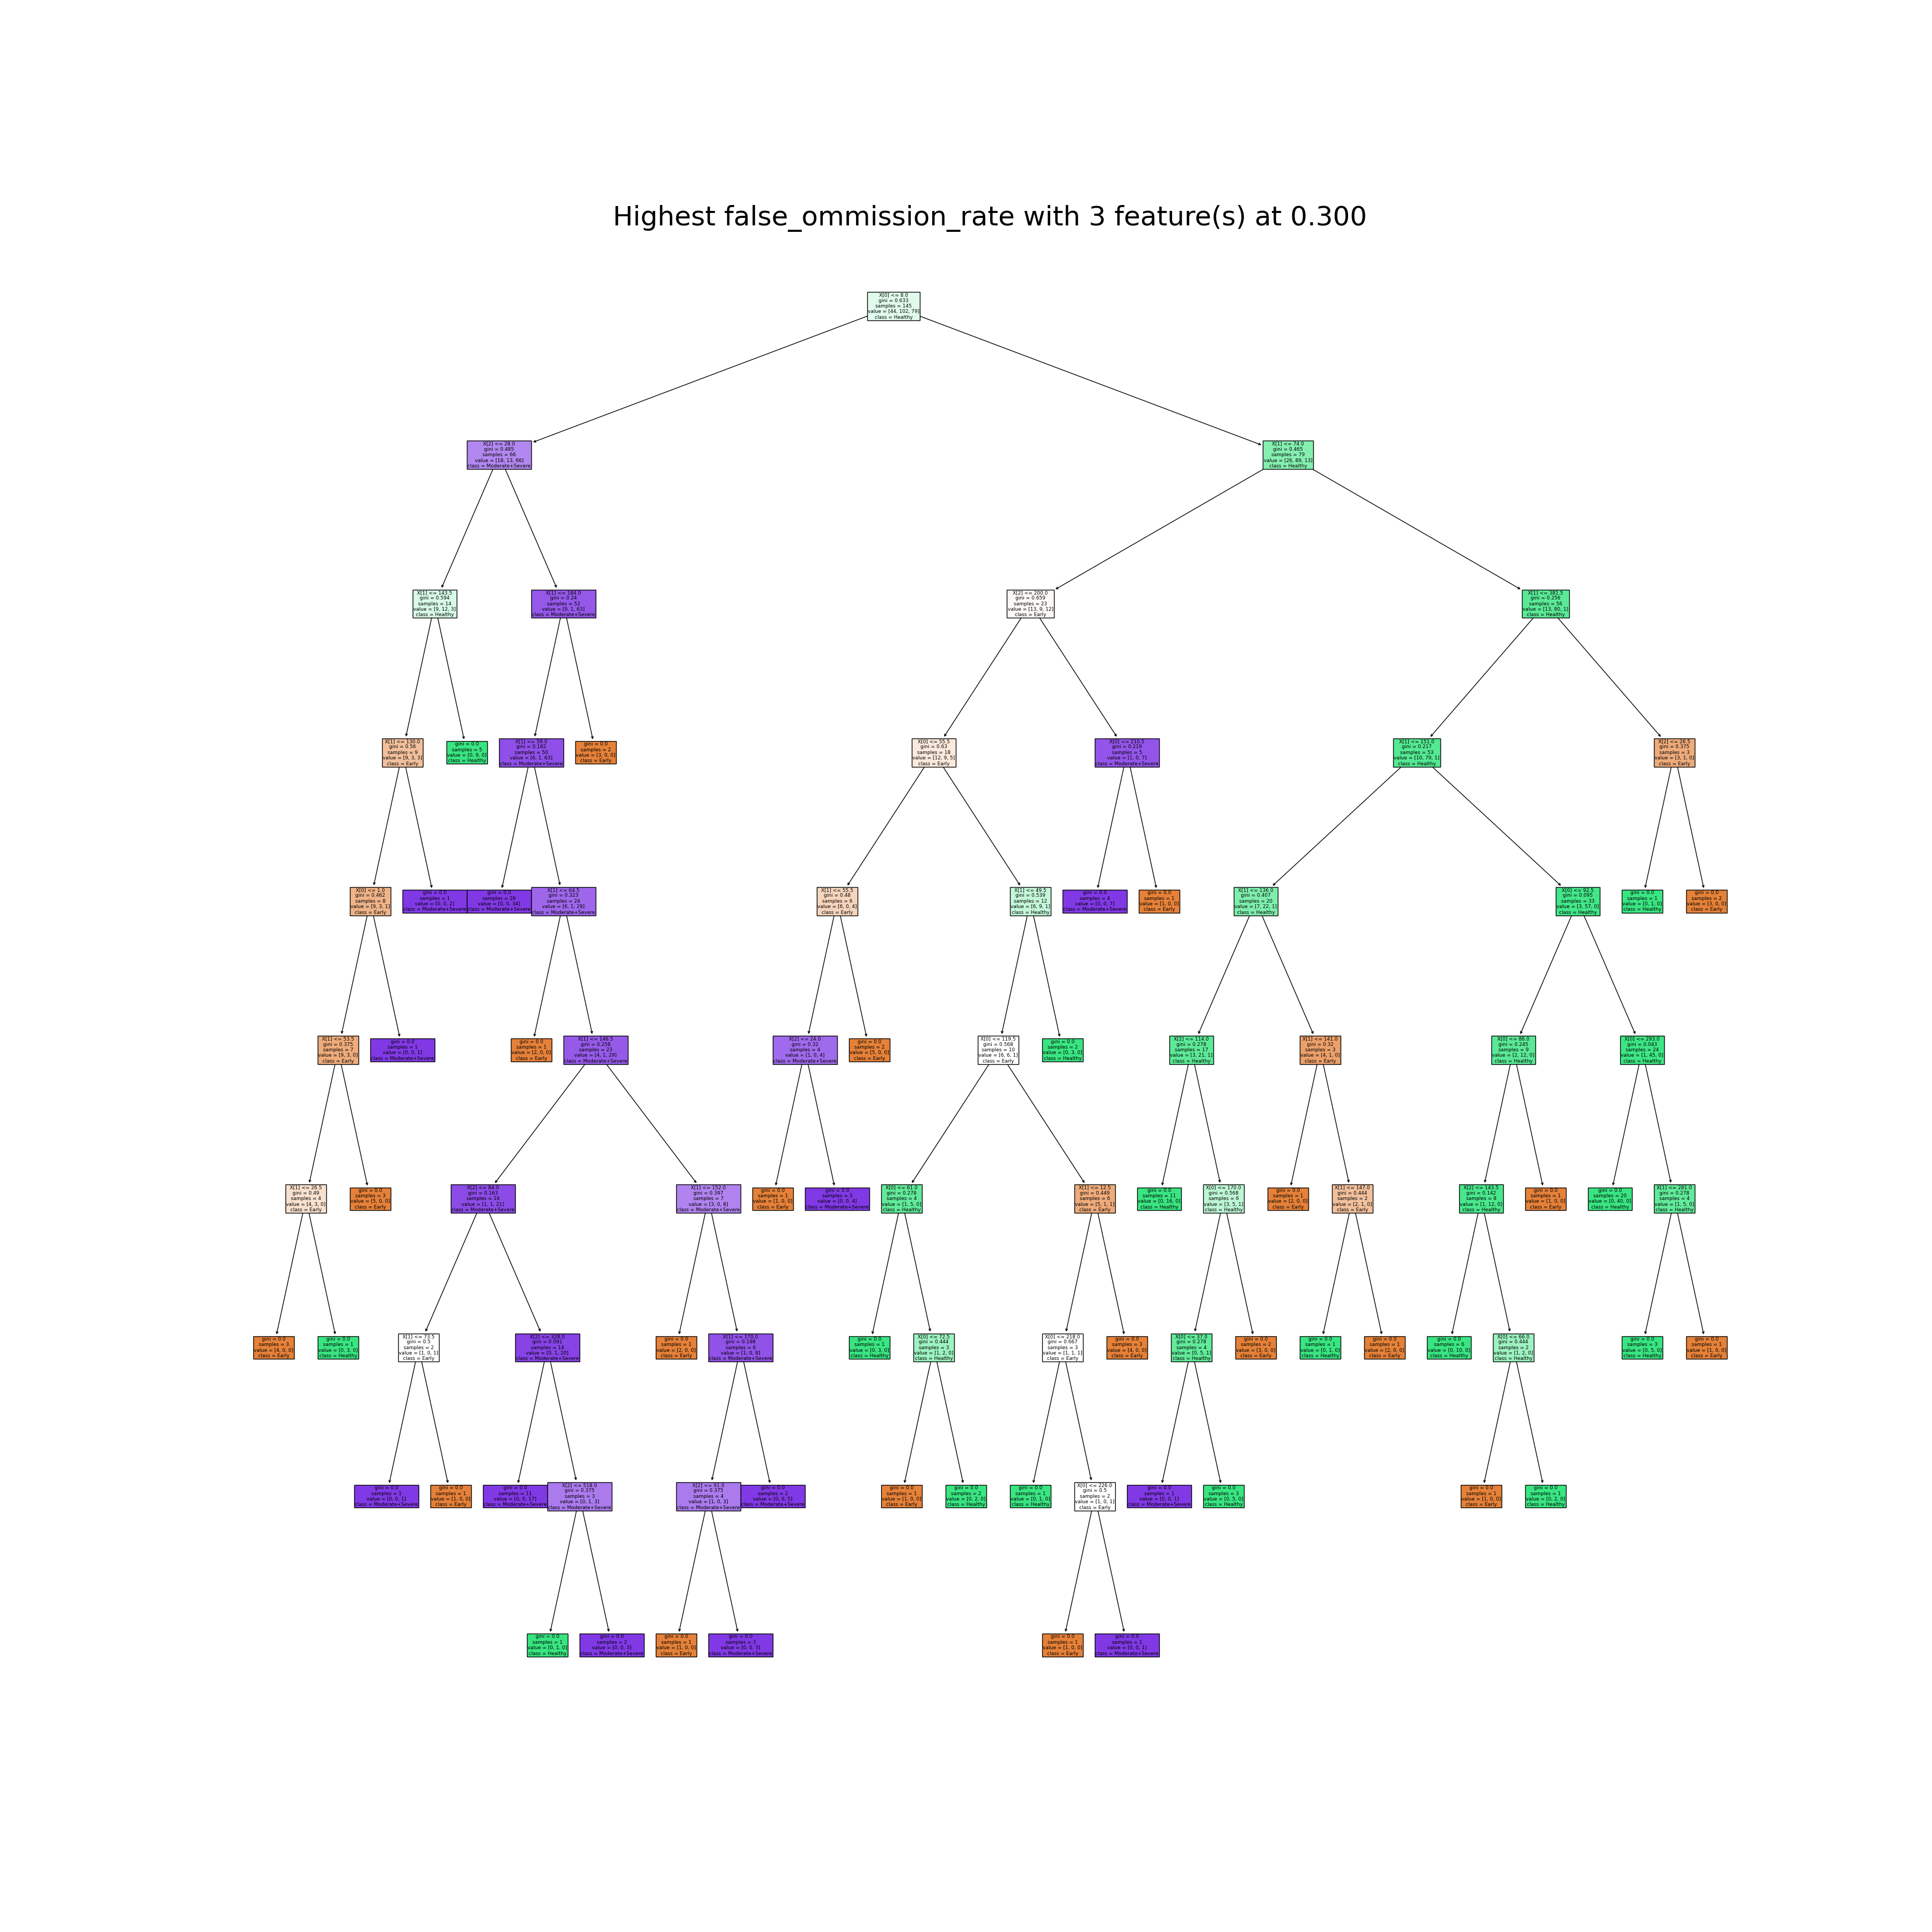 Highest false_ommission_rate with 3 feature(s) at 0.300
X[0] <= 8.0
gini = 0.633
samples = 145
value = [44, 102, 79]
class = Healthy
X[2] <= 28.0
gini = 0.485
samples = 66
value = [18, 13, 66]
class = Moderate+Severe
X[1] <= 74.0
gini = 0.465
samples = 79
value = [26, 89, 13]
class = Healthy
X[1] <= 143.5
gini = 0.594
samples = 14
value = [9, 12, 3]
class = Healthy
X[1] <= 184.0
gini = 0.24
samples = 52
value = [9, 1, 63]
class = Moderate+Severe
X[2] <= 200.0
gini = 0.659
samples = 23
value = [13, 9, 12]
class = Early
X[1] <= 381.5
gini = 0.256
samples = 56
value = [13, 80, 1]
class = Healthy
X[1] <= 130.0
gini = 0.56
samples = 9
value = [9, 3, 3]
class = Early
gini = 0.0
samples = 5
value = [0, 9, 0]
class = Healthy
X[1] <= 59.0
gini = 0.182
samples = 50
value = [6, 1, 63]
class = Moderate+Severe
gini = 0.0
samples = 2
value = [3, 0, 0]
class = Early
X[0] <= 55.5
gini = 0.63
samples = 18
value = [12, 9, 5]
class = Early
X[0] <= 210.5
gini = 0.219
samples = 5
value = [1, 0, 7]
class = Moderate+Severe
X[1] <= 151.0
gini = 0.217
samples = 53
value = [10, 79, 1]
class = Healthy
X[2] <= 26.5
gini = 0.375
samples = 3
value = [3, 1, 0]
class = Early
X[0] <= 1.0
gini = 0.462
samples = 8
value = [9, 3, 1]
class = Early
gini = 0.0
samples = 1
value = [0, 0, 2]
class = Moderate+Severe
gini = 0.0
samples = 26
value = [0, 0, 34]
class = Moderate+Severe
X[1] <= 64.5
gini = 0.323
samples = 24
value = [6, 1, 29]
class = Moderate+Severe
X[1] <= 55.5
gini = 0.48
samples = 6
value = [6, 0, 4]
class = Early
X[1] <= 49.5
gini = 0.539
samples = 12
value = [6, 9, 1]
class = Healthy
gini = 0.0
samples = 4
value = [0, 0, 7]
class = Moderate+Severe
gini = 0.0
samples = 1
value = [1, 0, 0]
class = Early
X[1] <= 136.0
gini = 0.407
samples = 20
value = [7, 22, 1]
class = Healthy
X[0] <= 92.5
gini = 0.095
samples = 33
value = [3, 57, 0]
class = Healthy
gini = 0.0
samples = 1
value = [0, 1, 0]
class = Healthy
gini = 0.0
samples = 2
value = [3, 0, 0]
class = Early
X[1] <= 53.5
gini = 0.375
samples = 7
value = [9, 3, 0]
class = Early
gini = 0.0
samples = 1
value = [0, 0, 1]
class = Moderate+Severe
gini = 0.0
samples = 1
value = [2, 0, 0]
class = Early
X[1] <= 146.5
gini = 0.258
samples = 23
value = [4, 1, 29]
class = Moderate+Severe
X[2] <= 24.0
gini = 0.32
samples = 4
value = [1, 0, 4]
class = Moderate+Severe
gini = 0.0
samples = 2
value = [5, 0, 0]
class = Early
X[0] <= 119.5
gini = 0.568
samples = 10
value = [6, 6, 1]
class = Early
gini = 0.0
samples = 2
value = [0, 3, 0]
class = Healthy
X[2] <= 114.0
gini = 0.278
samples = 17
value = [3, 21, 1]
class = Healthy
X[1] <= 141.0
gini = 0.32
samples = 3
value = [4, 1, 0]
class = Early
X[0] <= 86.0
gini = 0.245
samples = 9
value = [2, 12, 0]
class = Healthy
X[0] <= 293.0
gini = 0.043
samples = 24
value = [1, 45, 0]
class = Healthy
X[1] <= 26.5
gini = 0.49
samples = 4
value = [4, 3, 0]
class = Early
gini = 0.0
samples = 3
value = [5, 0, 0]
class = Early
X[2] <= 84.0
gini = 0.163
samples = 16
value = [1, 1, 21]
class = Moderate+Severe
X[1] <= 152.0
gini = 0.397
samples = 7
value = [3, 0, 8]
class = Moderate+Severe
gini = 0.0
samples = 1
value = [1, 0, 0]
class = Early
gini = 0.0
samples = 3
value = [0, 0, 4]
class = Moderate+Severe
X[0] <= 61.0
gini = 0.278
samples = 4
value = [1, 5, 0]
class = Healthy
X[1] <= 12.5
gini = 0.449
samples = 6
value = [5, 1, 1]
class = Early
gini = 0.0
samples = 11
value = [0, 16, 0]
class = Healthy
X[0] <= 170.0
gini = 0.568
samples = 6
value = [3, 5, 1]
class = Healthy
gini = 0.0
samples = 1
value = [2, 0, 0]
class = Early
X[1] <= 147.0
gini = 0.444
samples = 2
value = [2, 1, 0]
class = Early
X[2] <= 143.5
gini = 0.142
samples = 8
value = [1, 12, 0]
class = Healthy
gini = 0.0
samples = 1
value = [1, 0, 0]
class = Early
gini = 0.0
samples = 20
value = [0, 40, 0]
class = Healthy
X[1] <= 281.0
gini = 0.278
samples = 4
value = [1, 5, 0]
class = Healthy
gini = 0.0
samples = 3
value = [4, 0, 0]
class = Early
gini = 0.0
samples = 1
value = [0, 3, 0]
class = Healthy
X[1] <= 73.5
gini = 0.5
samples = 2
value = [1, 0, 1]
class = Early
X[2] <= 328.0
gini = 0.091
samples = 14
value = [0, 1, 20]
class = Moderate+Severe
gini = 0.0
samples = 1
value = [2, 0, 0]
class = Early
X[1] <= 170.0
gini = 0.198
samples = 6
value = [1, 0, 8]
class = Moderate+Severe
gini = 0.0
samples = 1
value = [0, 3, 0]
class = Healthy
X[0] <= 72.5
gini = 0.444
samples = 3
value = [1, 2, 0]
class = Healthy
X[0] <= 218.0
gini = 0.667
samples = 3
value = [1, 1, 1]
class = Early
gini = 0.0
samples = 3
value = [4, 0, 0]
class = Early
X[0] <= 37.0
gini = 0.278
samples = 4
value = [0, 5, 1]
class = Healthy
gini = 0.0
samples = 2
value = [3, 0, 0]
class = Early
gini = 0.0
samples = 1
value = [0, 1, 0]
class = Healthy
gini = 0.0
samples = 1
value = [2, 0, 0]
class = Early
gini = 0.0
samples = 6
value = [0, 10, 0]
class = Healthy
X[0] <= 66.0
gini = 0.444
samples = 2
value = [1, 2, 0]
class = Healthy
gini = 0.0
samples = 3
value = [0, 5, 0]
class = Healthy
gini = 0.0
samples = 1
value = [1, 0, 0]
class = Early
gini = 0.0
samples = 1
value = [0, 0, 1]
class = Moderate+Severe
gini = 0.0
samples = 1
value = [1, 0, 0]
class = Early
gini = 0.0
samples = 11
value = [0, 0, 17]
class = Moderate+Severe
X[2] <= 518.0
gini = 0.375
samples = 3
value = [0, 1, 3]
class = Moderate+Severe
X[2] <= 91.0
gini = 0.375
samples = 4
value = [1, 0, 3]
class = Moderate+Severe
gini = 0.0
samples = 2
value = [0, 0, 5]
class = Moderate+Severe
gini = 0.0
samples = 1
value = [1, 0, 0]
class = Early
gini = 0.0
samples = 2
value = [0, 2, 0]
class = Healthy
gini = 0.0
samples = 1
value = [0, 1, 0]
class = Healthy
X[0] <= 226.0
gini = 0.5
samples = 2
value = [1, 0, 1]
class = Early
gini = 0.0
samples = 1
value = [0, 0, 1]
class = Moderate+Severe
gini = 0.0
samples = 3
value = [0, 5, 0]
class = Healthy
gini = 0.0
samples = 1
value = [1, 0, 0]
class = Early
gini = 0.0
samples = 1
value = [0, 2, 0]
class = Healthy
gini = 0.0
samples = 1
value = [0, 1, 0]
class = Healthy
gini = 0.0
samples = 2
value = [0, 0, 3]
class = Moderate+Severe
gini = 0.0
samples = 1
value = [1, 0, 0]
class = Early
gini = 0.0
samples = 3
value = [0, 0, 3]
class = Moderate+Severe
gini = 0.0
samples = 1
value = [1, 0, 0]
class = Early
gini = 0.0
samples = 1
value = [0, 0, 1]
class = Moderate+Severe